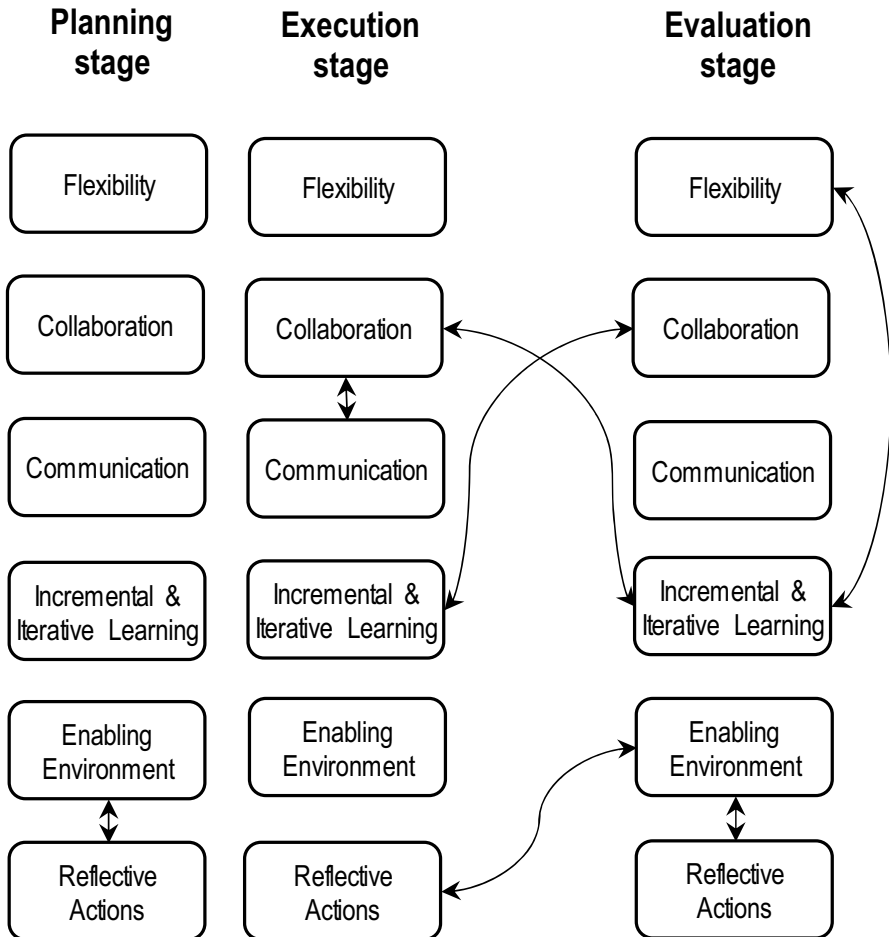 Planning
stage
Execution
stage
Evaluation
stage
Flexibility
Flexibility
Flexibility
Collaboration
Collaboration
Collaboration
Communication
Communication
Communication
Incremental &
Iterative Learning
Incremental &
Iterative Learning
Incremental &
Iterative Learning
Enabling
Environment
Enabling
Environment
Enabling
Environment
Reflective
Actions
Reflective
Actions
Reflective
Actions